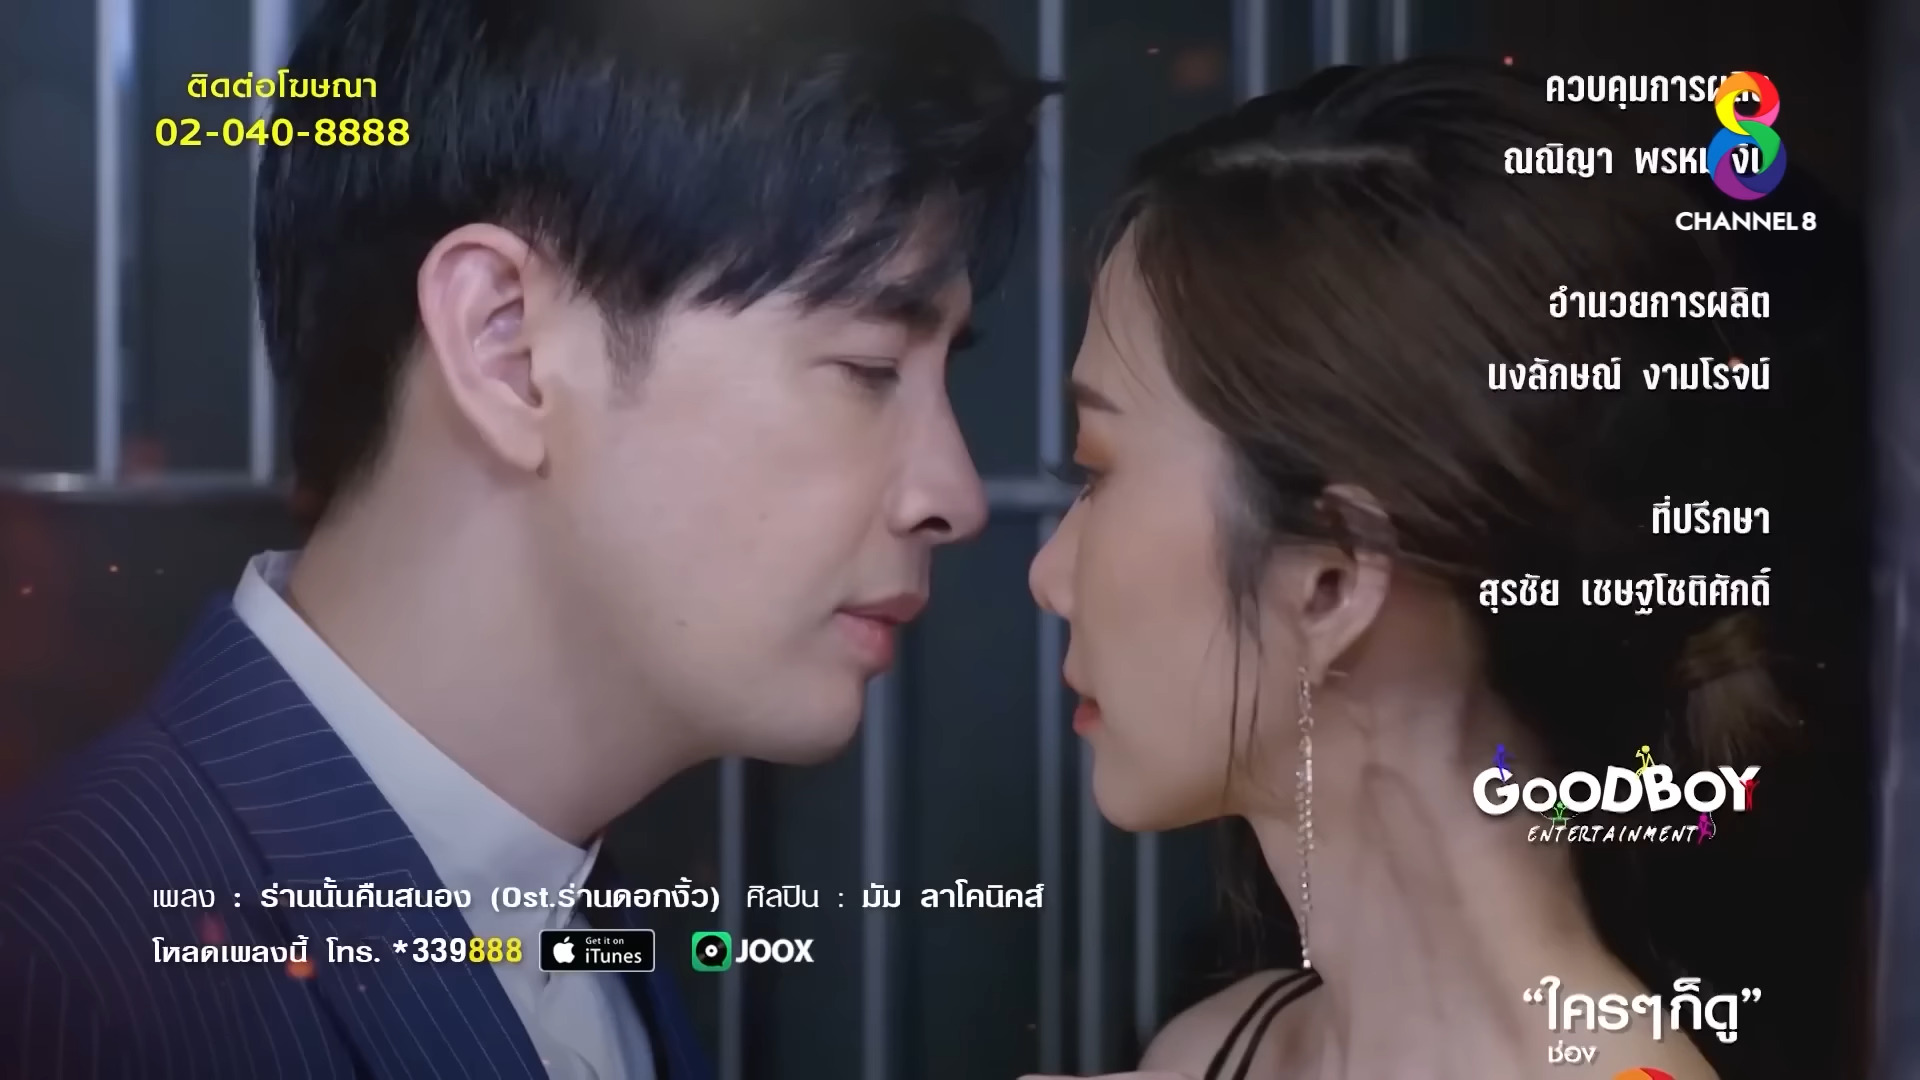 ติดต่อโฆษณา
02-040-8888
ควบคุมการผลิต
ณณิญา
CHANNEL 8
อำนวยการผลิต
นงลักษณ์ งามโรจน์
ที่ปรึกษา
สุรชัย เชษฐโชติศักดิ์
GOODBOY
ENTERTAINMENT
เพลง : ร่านนั้นคืนสนอง (Ost.ร่านดอกงิ้ว) ศิลปิน : มัม ลาโคนิคส์
โหลดเพลงนี้ โทร. *339888 Get it on iTunes JOOX
“ใครๆก็ดู”
ช่อง